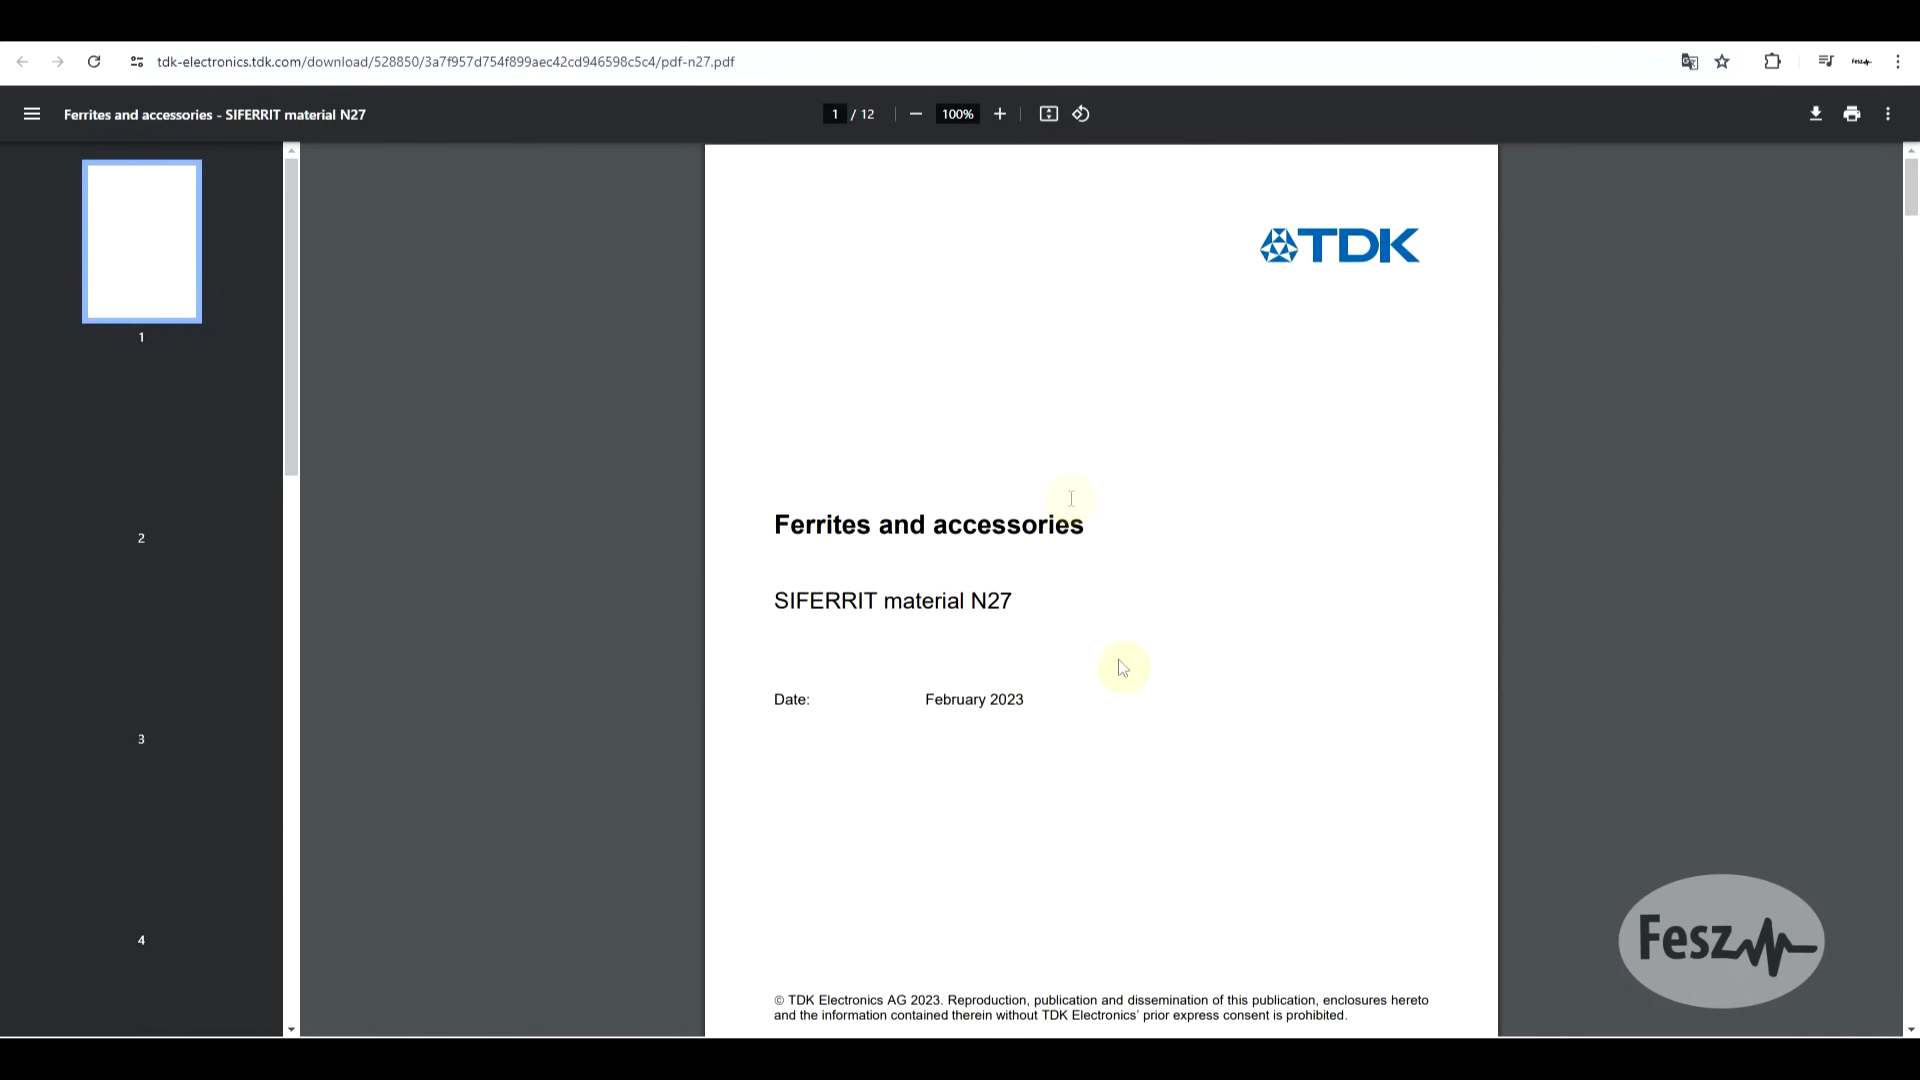 tdk-electronics.tdk.com/download/528850/3a7f957d754f899aec42cd946598c5c4/pdf-n27.pdf
Fesz
Ferrites and accessories - SIFERRIT material N27
1 / 12
100%
1
2
3
4
TDK
Ferrites and accessories
SIFERRIT material N27
Date: February 2023
© TDK Electronics AG 2023. Reproduction, publication and dissemination of this publication, enclosures hereto
and the information contained therein without TDK Electronics' prior express consent is prohibited.
Fesz